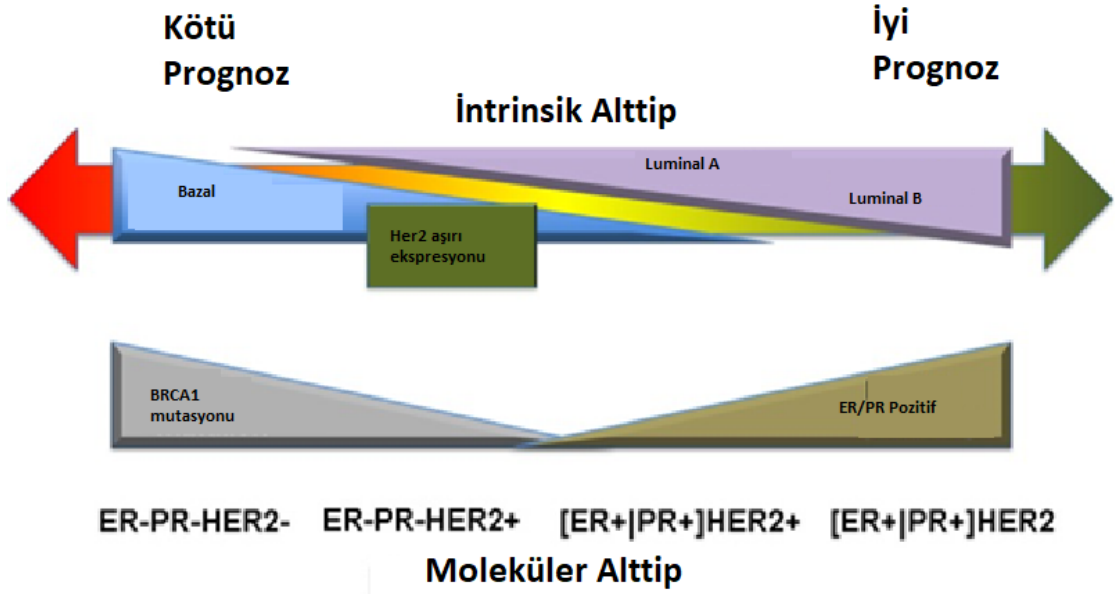 Kötü
Prognoz
İyi
Prognoz
İntrinsik Alttip
Bazal
Luminal A
Luminal B
Her2 aşırı
ekspresyonu
BRCA1
mutasyonu
ER/PR Pozitif
ER-PR-HER2- ER-PR-HER2+ [ER+|PR+]HER2+ [ER+|PR+]HER2
Moleküler Alttip